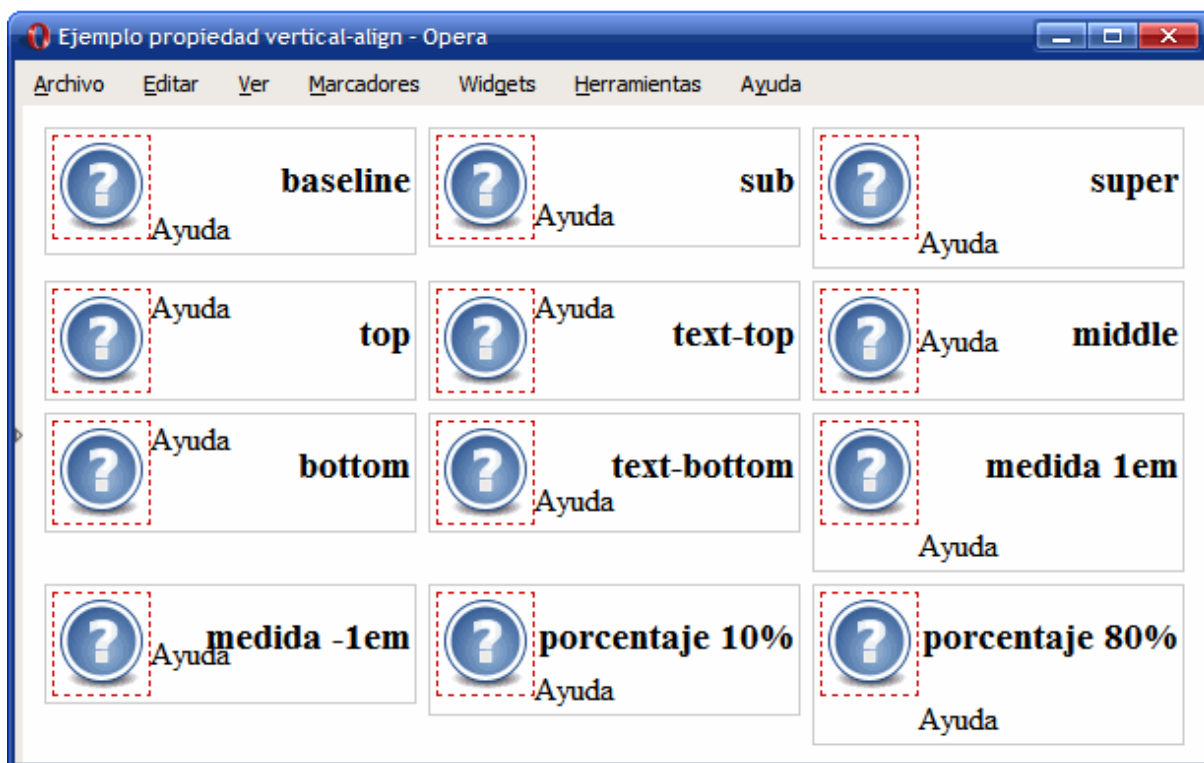 Ejemplo propiedad vertical-align - Opera
Archivo Editar Ver Marcadores Widgets Herramientas Ayuda
baseline
Ayuda
sub
Ayuda
super
Ayuda
Ayuda
top
Ayuda
text-top
Ayuda
middle
Ayuda
bottom
text-bottom
Ayuda
medida 1em
Ayuda
medida -1em
Ayuda
porcentaje 10%
Ayuda
porcentaje 80%
Ayuda